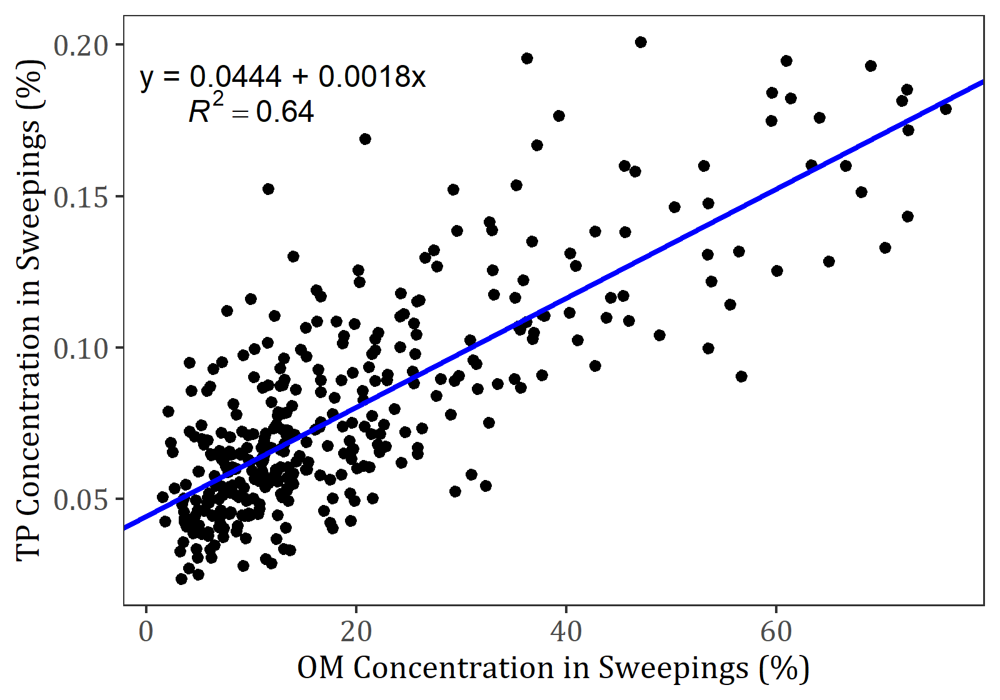 y = 0.0444 + 0.0018x
R² = 0.64
TP Concentration in Sweepings (%)
0.20
0.15
0.10
0.05
0 20 40 60
OM Concentration in Sweepings (%)